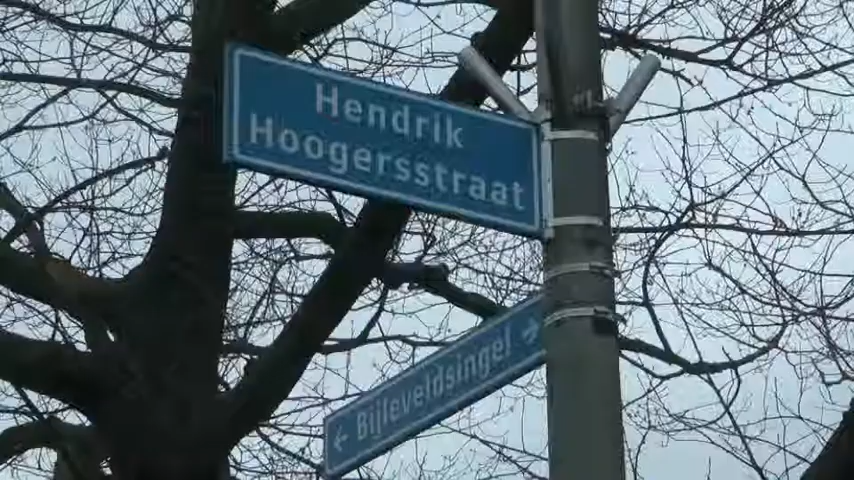 Hendrik
Hoogersstraat
← Bijleveldsingel →